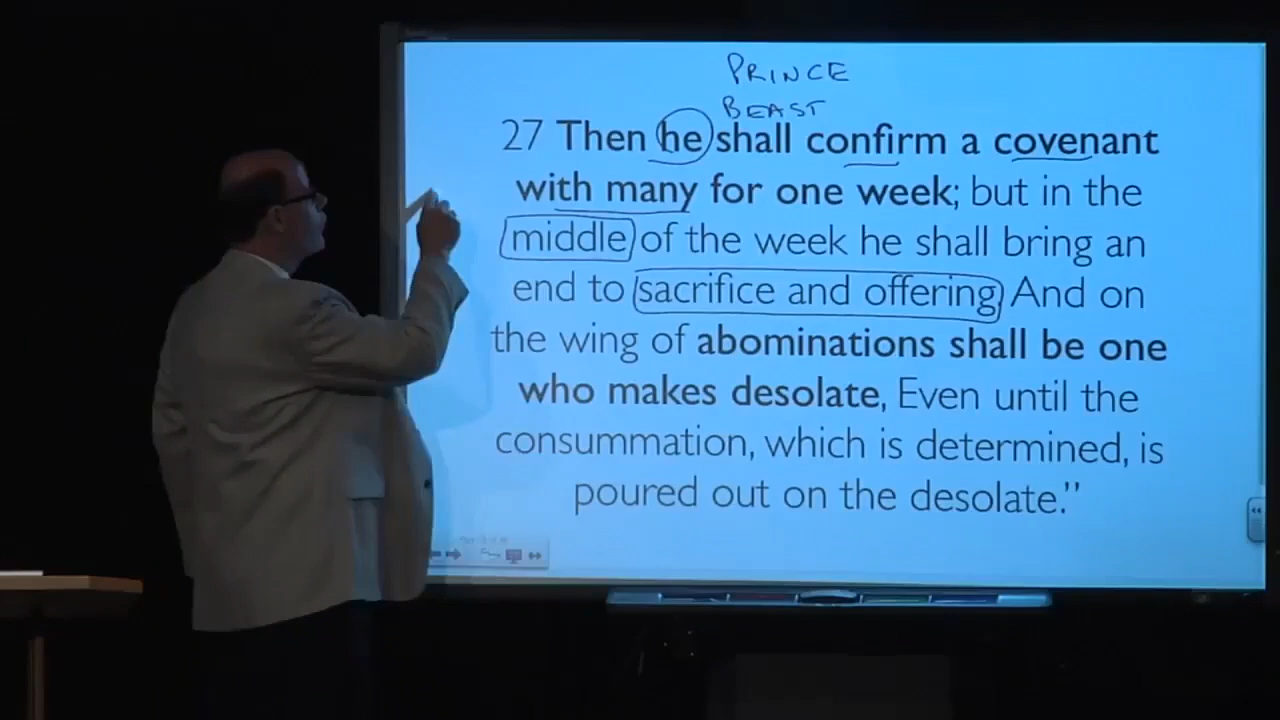 PRINCE
BEAST
27 Then he shall confirm a covenant
with many for one week; but in the
middle of the week he shall bring an
end to sacrifice and offering And on
the wing of abominations shall be one
who makes desolate, Even until the
consummation, which is determined, is
poured out on the desolate.”